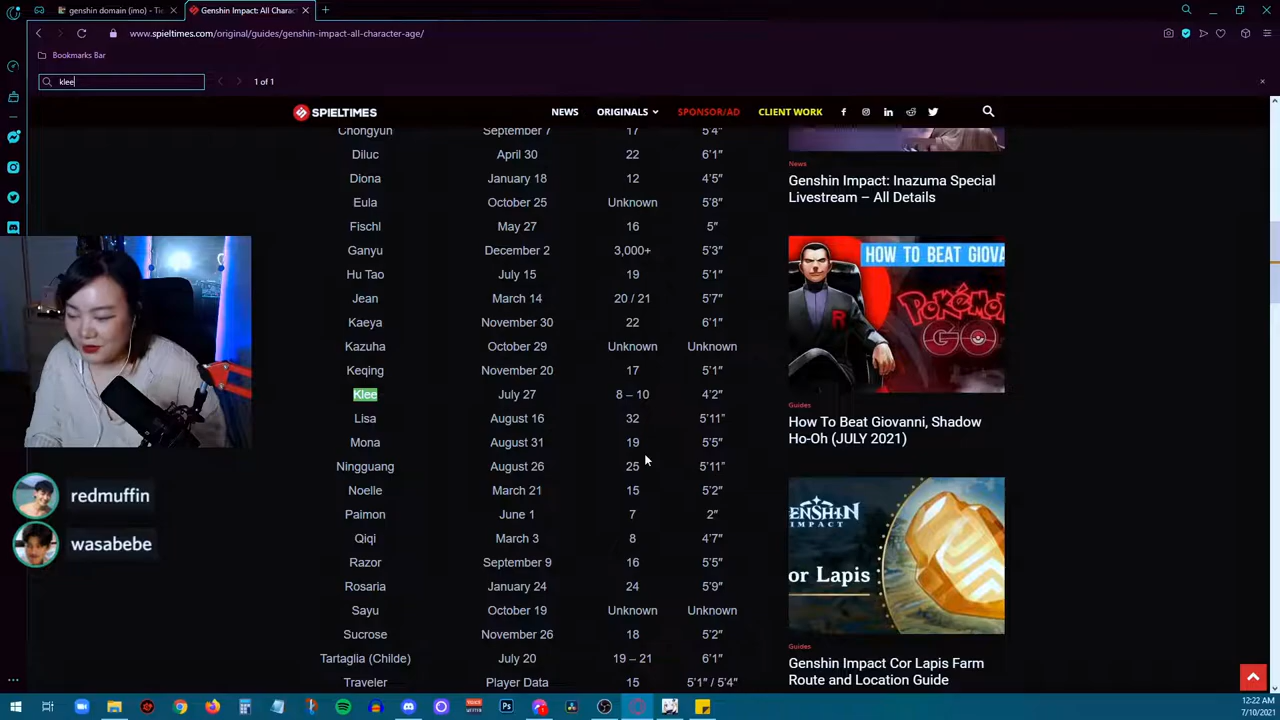 genshin domain (imo) - Tic
Genshin Impact: All Charac
www.spieltimes.com/original/guides/genshin-impact-all-character-age/
Bookmarks Bar
klee
1 of 1
SPIELTIMES
NEWS
ORIGINALS
SPONSOR/AD
CLIENT WORK
Chongyun September 7 17 5'4"
Diluc April 30 22 6'1"
Diona January 18 12 4'5"
Eula October 25 Unknown 5'8"
Fischl May 27 16 5"
Ganyu December 2 3,000+ 5'3"
Hu Tao July 15 19 5'1"
Jean March 14 20 / 21 5'7"
Kaeya November 30 22 6'1"
Kazuha October 29 Unknown Unknown
Keqing November 20 17 5'1"
Klee July 27 8 – 10 4'2"
Lisa August 16 32 5'11"
Mona August 31 19 5'5"
Ningguang August 26 25 5'11"
Noelle March 21 15 5'2"
Paimon June 1 7 2"
Qiqi March 3 8 4'7"
Razor September 9 16 5'5"
Rosaria January 24 24 5'9"
Sayu October 19 Unknown Unknown
Sucrose November 26 18 5'2"
Tartaglia (Childe) July 20 19 – 21 6'1"
Traveler Player Data 15 5'1" / 5'4"
News
Genshin Impact: Inazuma Special
Livestream – All Details
HOW TO BEAT GIOVA
R
POKéMON
GO
Guides
How To Beat Giovanni, Shadow
Ho-Oh (JULY 2021)
GENSHIN
IMPACT
or Lapis
Guides
Genshin Impact Cor Lapis Farm
Route and Location Guide
redmuffin
wasabebe
12:22 AM
7/10/2021